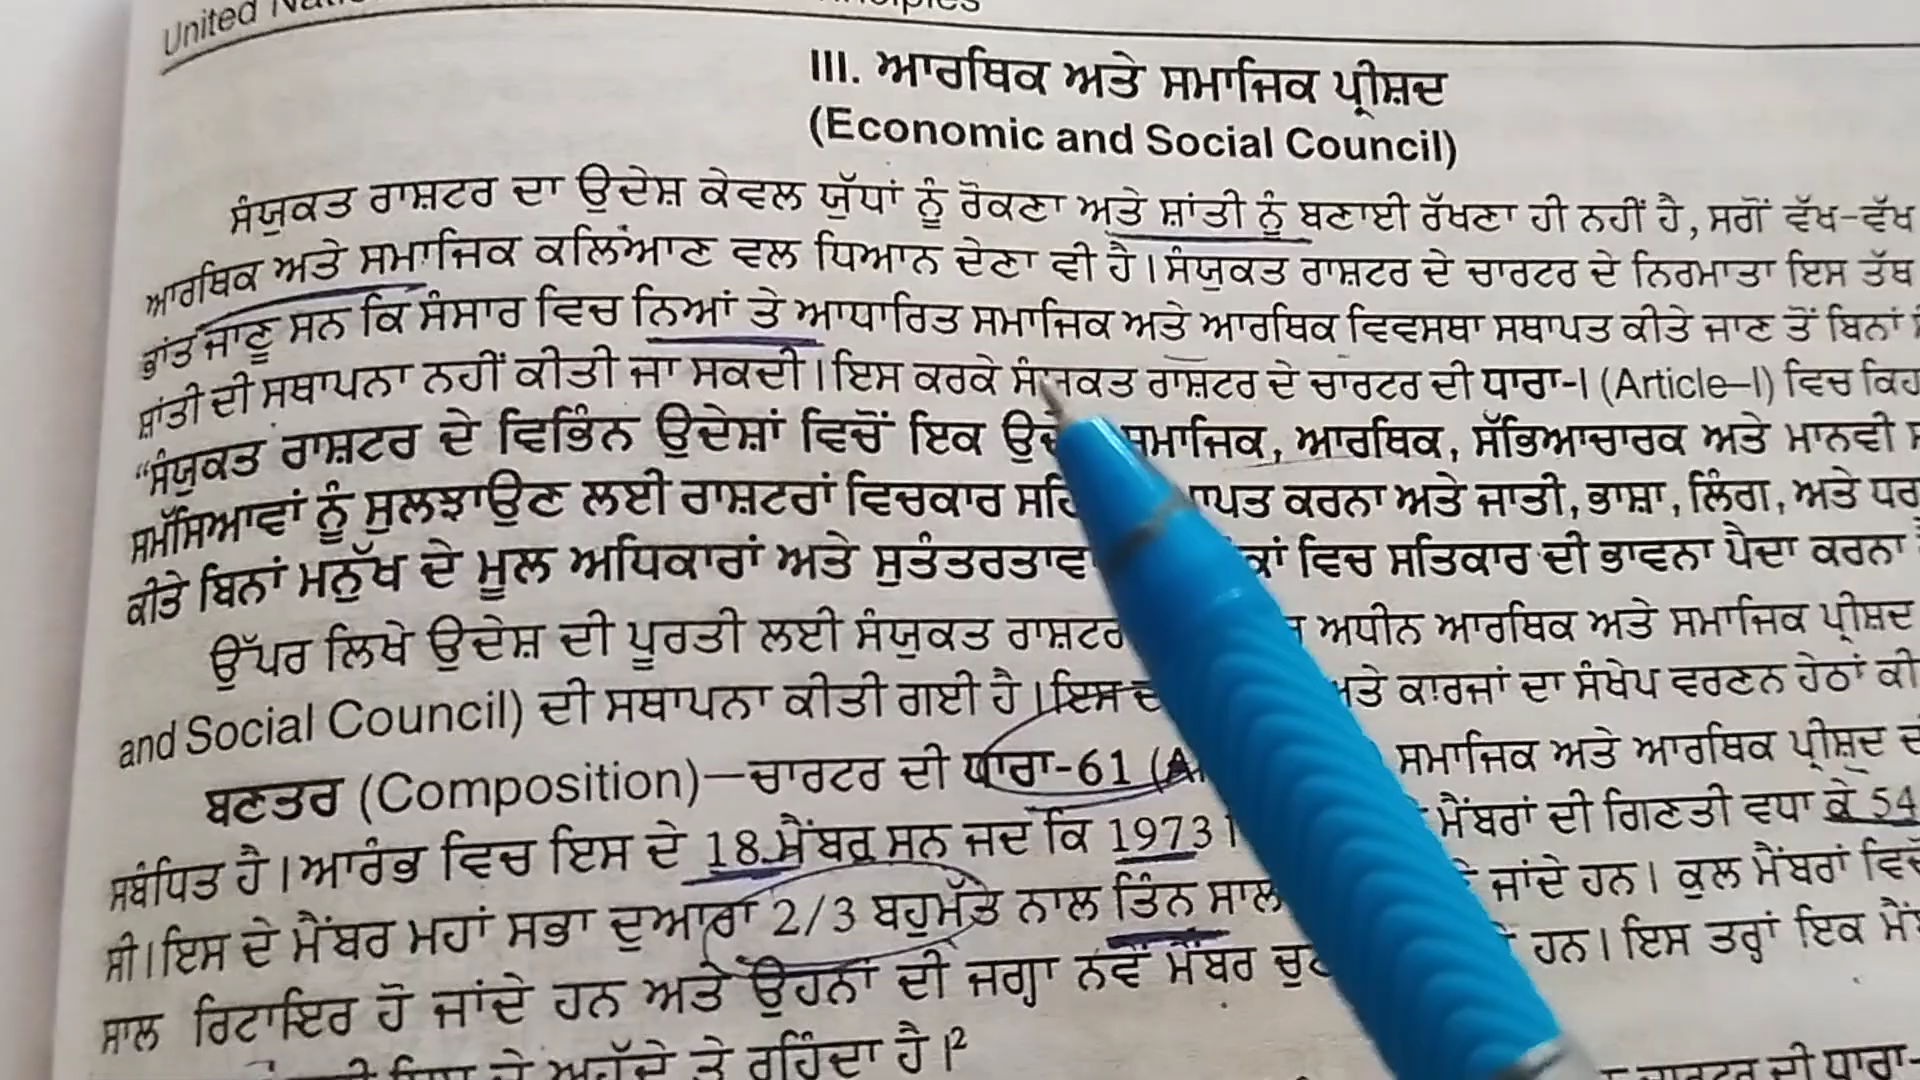 United
III. ਆਰਥਿਕ ਅਤੇ ਸਮਾਜਿਕ ਪ੍ਰੀਸ਼ਦ
(Economic and Social Council)
ਸੰਯੁਕਤ ਰਾਸ਼ਟਰ ਦਾ ਉਦੇਸ਼ ਕੇਵਲ ਯੁੱਧਾਂ ਨੂੰ ਰੋਕਣਾ ਅਤੇ ਸ਼ਾਂਤੀ ਨੂੰ ਬਣਾਈ ਰੱਖਣਾ ਹੀ ਨਹੀਂ ਹੈ, ਸਗੋਂ ਵੱਖ-ਵੱਖ
ਆਰਥਿਕ ਅਤੇ ਸਮਾਜਿਕ ਕਲਿਆਣ ਵਲ ਧਿਆਨ ਦੇਣਾ ਵੀ ਹੈ। ਸੰਯੁਕਤ ਰਾਸ਼ਟਰ ਦੇ ਚਾਰਟਰ ਦੇ ਨਿਰਮਾਤਾ ਇਸ ਤੱਥ
ਭਾਂਤ ਜਾਣੂ ਸਨ ਕਿ ਸੰਸਾਰ ਵਿਚ ਨਿਆਂ ਤੇ ਆਧਾਰਿਤ ਸਮਾਜਿਕ ਅਤੇ ਆਰਥਿਕ ਵਿਵਸਥਾ ਸਥਾਪਤ ਕੀਤੇ ਜਾਣ ਤੋਂ ਬਿਨਾਂ
ਸ਼ਾਂਤੀ ਦੀ ਸਥਾਪਨਾ ਨਹੀਂ ਕੀਤੀ ਜਾ ਸਕਦੀ। ਇਸ ਕਰਕੇ ਸੰਯੁਕਤ ਰਾਸ਼ਟਰ ਦੇ ਚਾਰਟਰ ਦੀ ਧਾਰਾ-I (Article–I) ਵਿਚ
“ਸੰਯੁਕਤ ਰਾਸ਼ਟਰ ਦੇ ਵਿਭਿੰਨ ਉਦੇਸ਼ਾਂ ਵਿਚੋਂ ਇਕ ਸਮਾਜਿਕ, ਆਰਥਿਕ, ਸੱਭਿਆਚਾਰਕ ਅਤੇ ਮਾਨਵੀ
ਸਮੱਸਿਆਵਾਂ ਨੂੰ ਸੁਲਝਾਉਣ ਲਈ ਰਾਸ਼ਟਰਾਂ ਵਿਚਕਾਰ ਕਰਨਾ ਅਤੇ ਜਾਤੀ, ਭਾਸ਼ਾ, ਲਿੰਗ, ਅਤੇ
ਕੀਤੇ ਬਿਨਾਂ ਮਨੁੱਖ ਦੇ ਮੂਲ ਅਧਿਕਾਰਾਂ ਅਤੇ ਵਿਚ ਸਤਿਕਾਰ ਦੀ ਭਾਵਨਾ ਪੈਦਾ ਕਰਨਾ
ਉੱਪਰ ਲਿਖੇ ਉਦੇਸ਼ ਦੀ ਪੂਰਤੀ ਲਈ ਸੰਯੁਕਤ ਰਾਸ਼ਟਰ ਅਧੀਨ ਆਰਥਿਕ ਅਤੇ ਸਮਾਜਿਕ ਪ੍ਰੀਸ਼ਦ
and Social Council) ਦੀ ਸਥਾਪਨਾ ਕੀਤੀ ਗਈ ਹੈ। ਇਸ ਅਤੇ ਕਾਰਜਾਂ ਦਾ ਸੰਖੇਪ ਵਰਣਨ ਹੇਠਾਂ
ਬਣਤਰ (Composition)—ਚਾਰਟਰ ਦੀ ਧਾਰਾ-61 ਸਮਾਜਿਕ ਅਤੇ ਆਰਥਿਕ ਪ੍ਰੀਸ਼ਦ
ਸਬੰਧਿਤ ਹੈ। ਆਰੰਭ ਵਿਚ ਇਸ ਦੇ 18 ਮੈਂਬਰ ਸਨ ਜਦ ਕਿ 1973 ਮੈਂਬਰਾਂ ਦੀ ਗਿਣਤੀ ਵਧਾ ਕੇ 54
ਸੀ। ਇਸ ਦੇ ਮੈਂਬਰ ਮਹਾਂ ਸਭਾ ਦੁਆਰਾ 2/3 ਬਹੁਮੱਤ ਨਾਲ ਤਿੰਨ ਸਾਲ ਜਾਂਦੇ ਹਨ। ਕੁਲ ਮੈਂਬਰਾਂ
ਸਾਲ ਰਿਟਾਇਰ ਹੋ ਜਾਂਦੇ ਹਨ ਅਤੇ ਉਹਨਾਂ ਦੀ ਜਗ੍ਹਾ ਨਵੇਂ ਮੈਂਬਰ ਹਨ। ਇਸ ਤਰ੍ਹਾਂ ਇਕ
ਅਹੁੱਦੇ ਤੇ ਰਹਿੰਦਾ ਹੈ।²